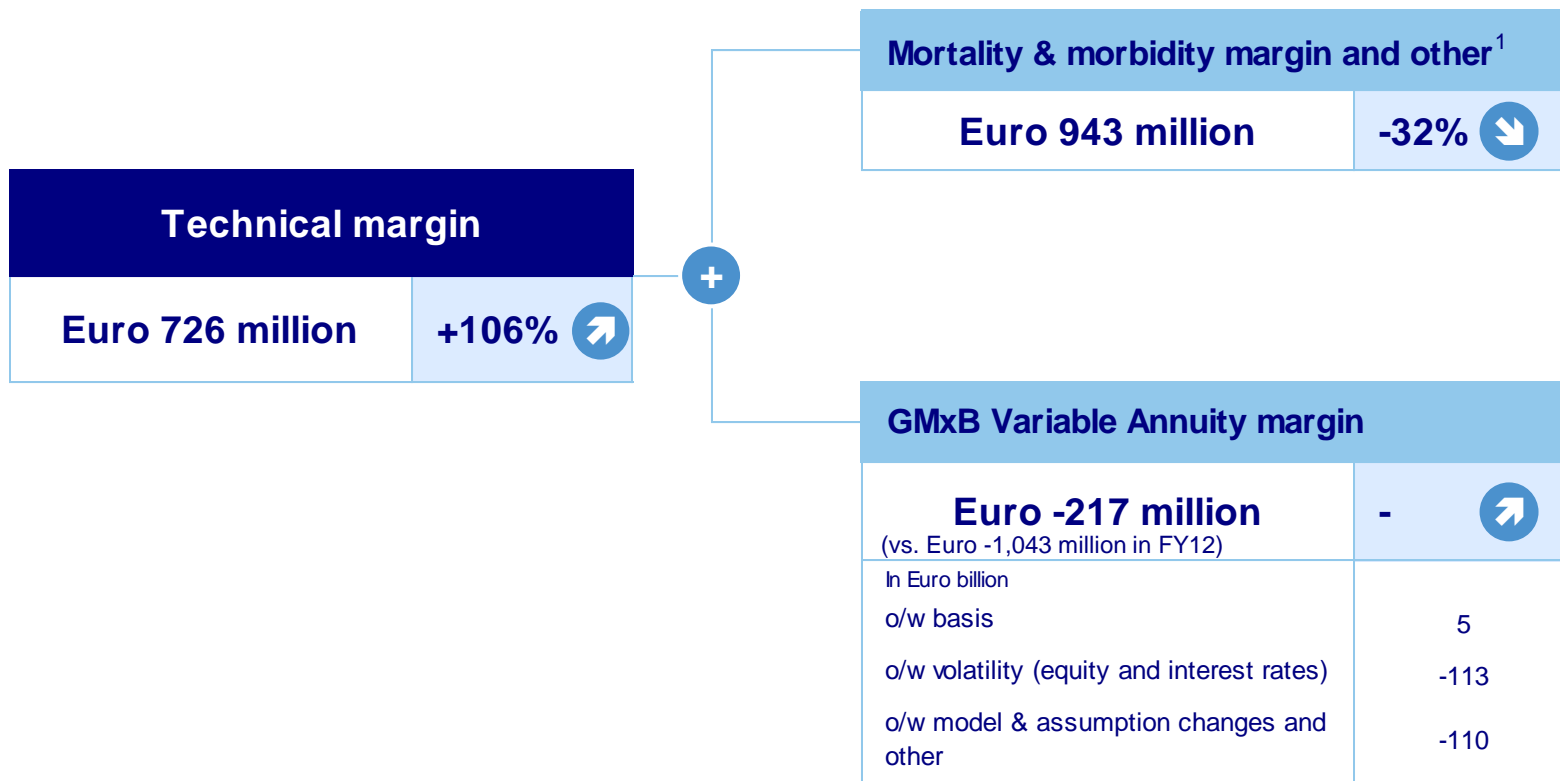 Technical margin
Euro 726 million
+106%
+
Mortality & morbidity margin and other1
Euro 943 million
-32%
GMxB Variable Annuity margin
Euro -217 million
-
(vs. Euro -1,043 million in FY12)
In Euro billion
o/w basis
5
o/w volatility (equity and interest rates)
-113
o/w model & assumption changes and
other
-110